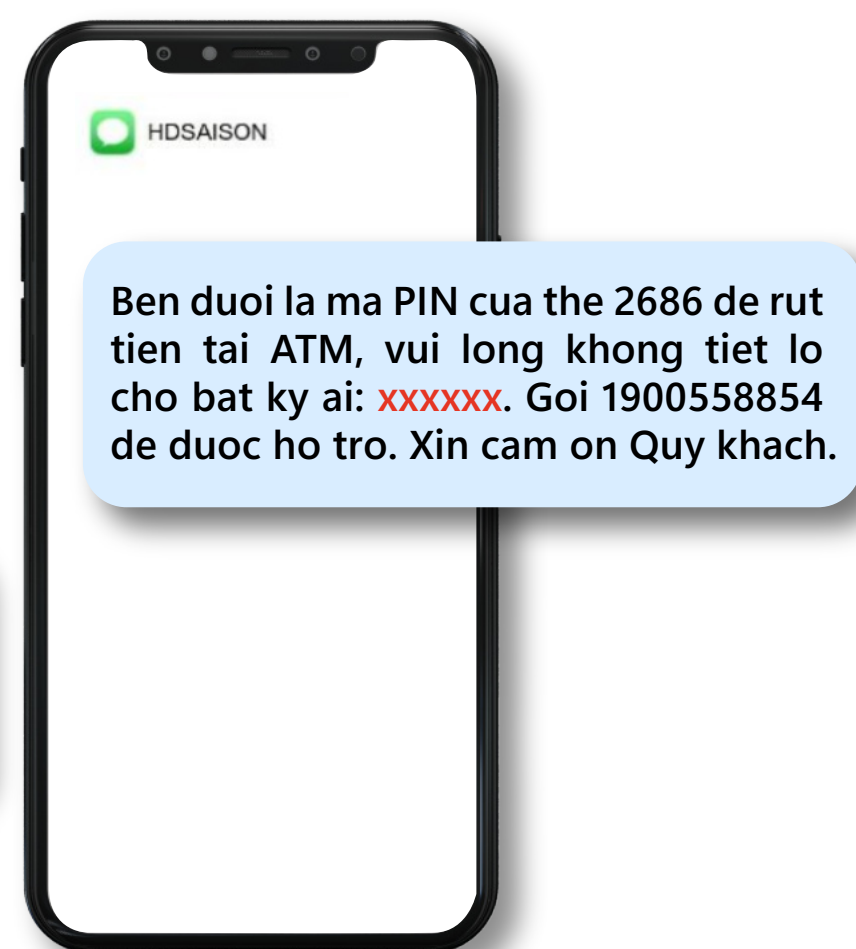 HDSAISON
Ben duoi la ma PIN cua the 2686 de rut
tien tai ATM, vui long khong tiet lo
cho bat ky ai: xxxxxx. Goi 1900558854
de duoc ho tro. Xin cam on Quy khach.